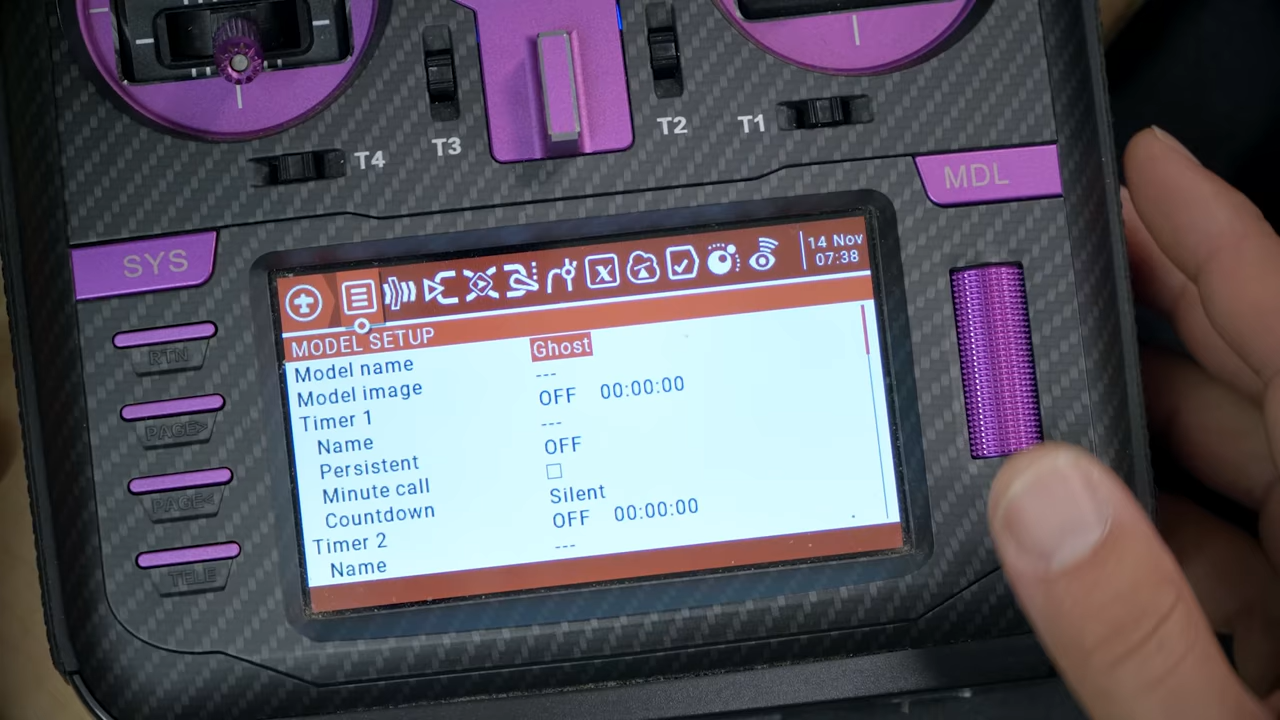 T4
T3
T2
T1
MDL
SYS
RTN
PAGE>
PAGE<
TELE
14 Nov
07:38
MODEL SETUP
Model name Ghost
Model image ---
Timer 1 OFF 00:00:00
Name ---
Persistent OFF
Minute call
Countdown Silent
Timer 2 OFF 00:00:00
Name ---